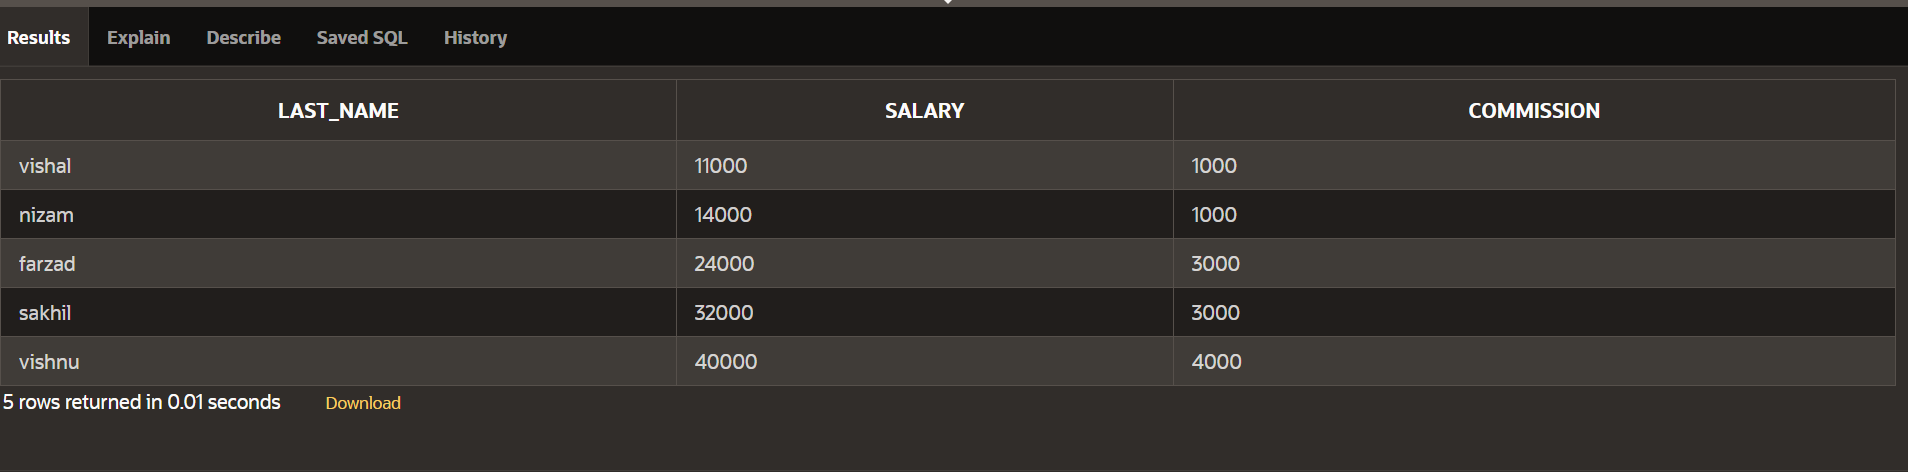 Results Explain Describe Saved SQL History
LAST_NAME SALARY COMMISSION
vishal 11000 1000
nizam 14000 1000
farzad 24000 3000
sakhil 32000 3000
vishnu 40000 4000
5 rows returned in 0.01 seconds Download